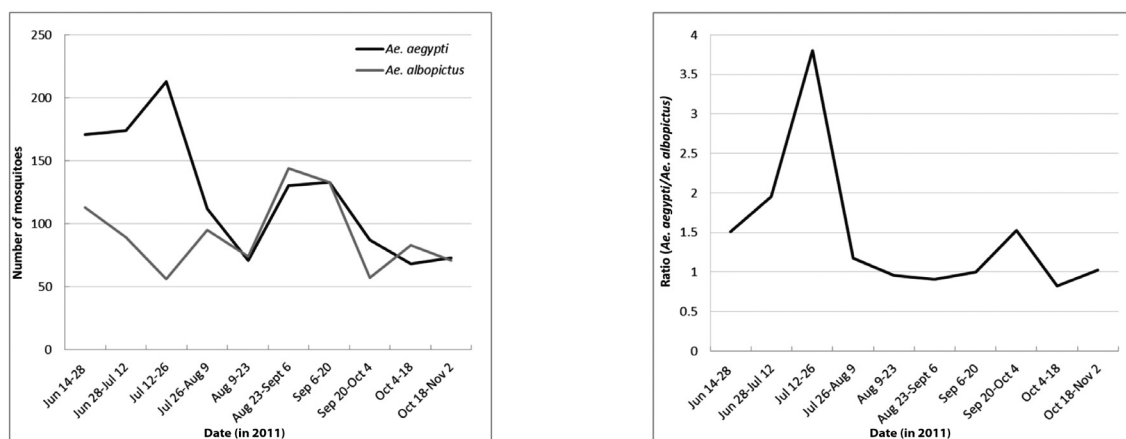 250
200
150
100
50
0
Number of mosquitoes
Ae. aegypti
Ae. albopictus
Jun 14-28
Jun 28-Jul 12
Jul 12-26
Jul 26-Aug 9
Aug 9-23
Aug 23-Sept 6
Sep 6-20
Sep 20-Oct 4
Oct 4-18
Oct 18-Nov 2
Date (in 2011)
4
3.5
3
2.5
2
1.5
1
0.5
0
Ratio (Ae. aegypti/Ae. albopictus)
Jun 14-28
Jun 28-Jul 12
Jul 12-26
Jul 26-Aug 9
Aug 9-23
Aug 23-Sept 6
Sep 6-20
Sep 20-Oct 4
Oct 4-18
Oct 18-Nov 2
Date (in 2011)